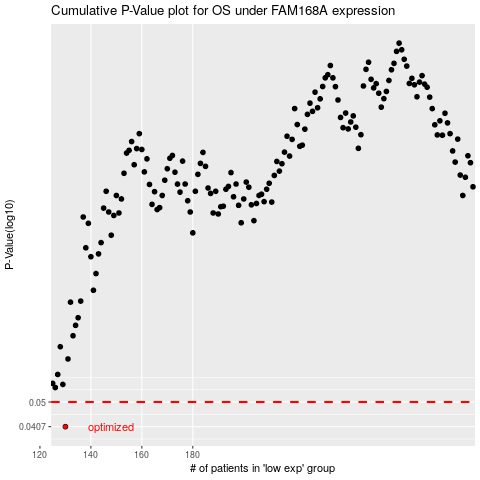 Cumulative P-Value plot for OS under FAM168A expression
P-Value(log10)
0.05
0.0407
optimized
120 140 160 180
# of patients in 'low exp' group